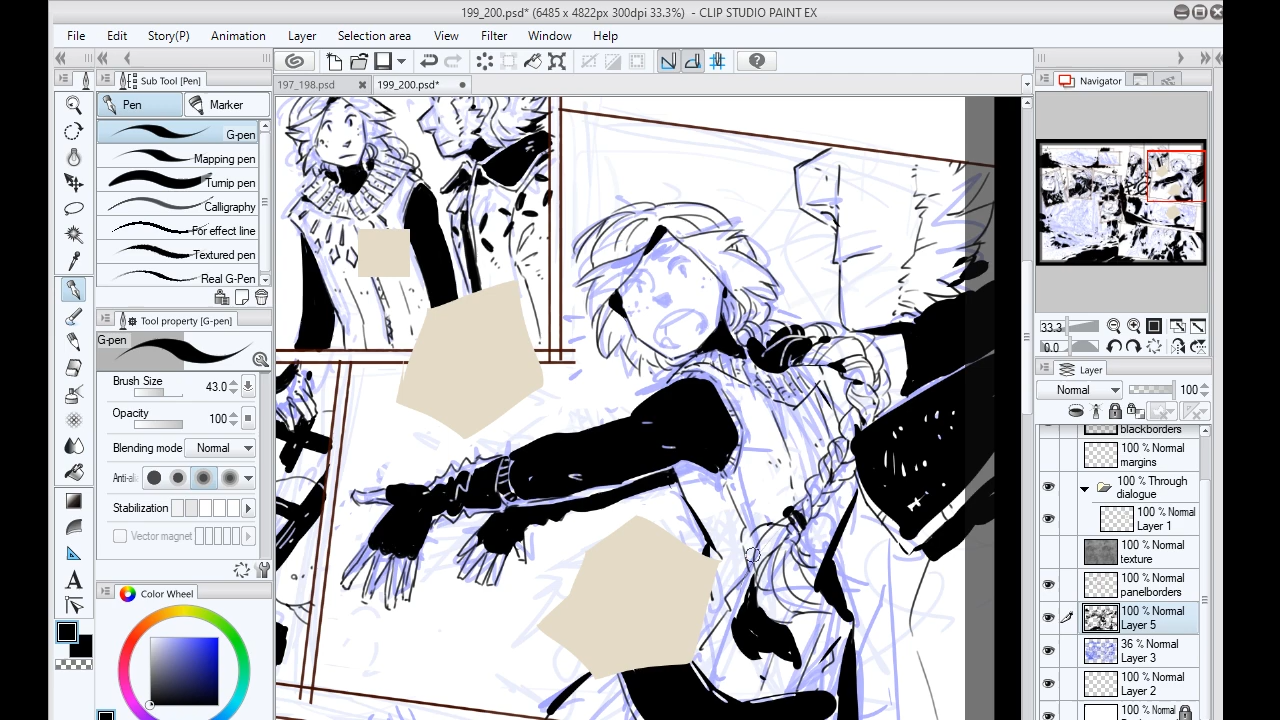 199_200.psd* (6485 x 4822px 300dpi 33.3%)  - CLIP STUDIO PAINT EX
File Edit Story(P) Animation Layer Selection area View Filter Window Help
Sub Tool [Pen]
197_198.psd
199_200.psd*
Navigator
Pen
Marker
G-pen
Mapping pen
Turnip pen
Calligraphy
For effect line
Textured pen
Real G-Pen
Tool property [G-pen]
G-pen
Brush Size 43.0
Opacity 100
Blending mode Normal
Stabilization
Vector magnet
Color Wheel
33.3
0.0
Layer
Normal 100
blackborders
100 % Normal
margins
100 % Through
dialogue
100 % Normal
Layer 1
100 % Normal
texture
100 % Normal
panelborders
100 % Normal
Layer 5
36 % Normal
Layer 3
100 % Normal
Layer 2
100 % Normal
A